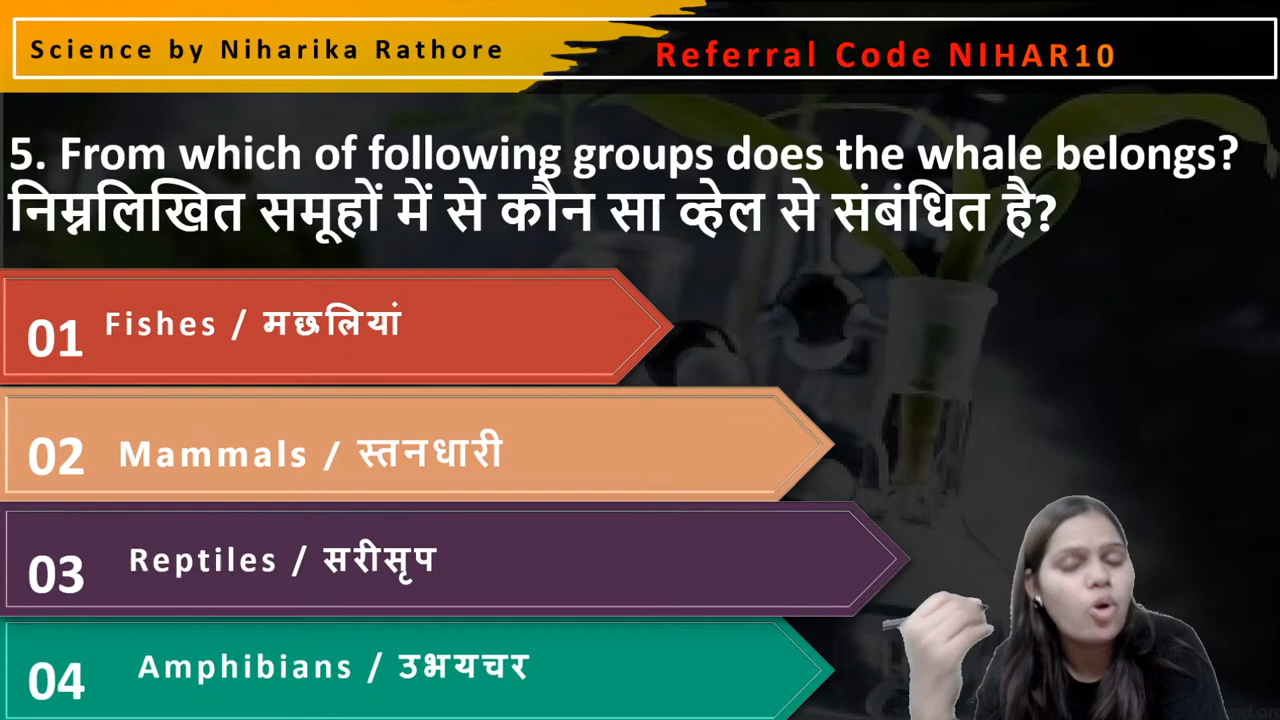 Science by Niharika Rathore
Referral Code NIHAR10
5. From which of following groups does the whale belongs?
निम्नलिखित समूहों में से कौन सा व्हेल से संबंधित है?
01 Fishes / मछलियां
02 Mammals / स्तनधारी
03 Reptiles / सरीसृप
04 Amphibians / उभयचर